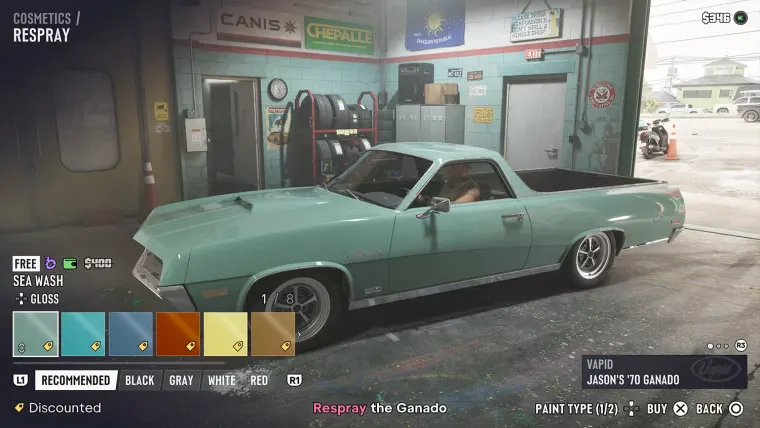 COSMETICS /
RESPRAY
$346
CANIS
CHEPALLE
EXIT
FREE $400
SEA WASH
GLOSS
1 8
L1 RECOMMENDED BLACK GRAY WHITE RED R1
Discounted
Respray the Ganado
R3
VAPID
JASON'S '70 GANADO
Vapid
PAINT TYPE (1/2) BUY BACK